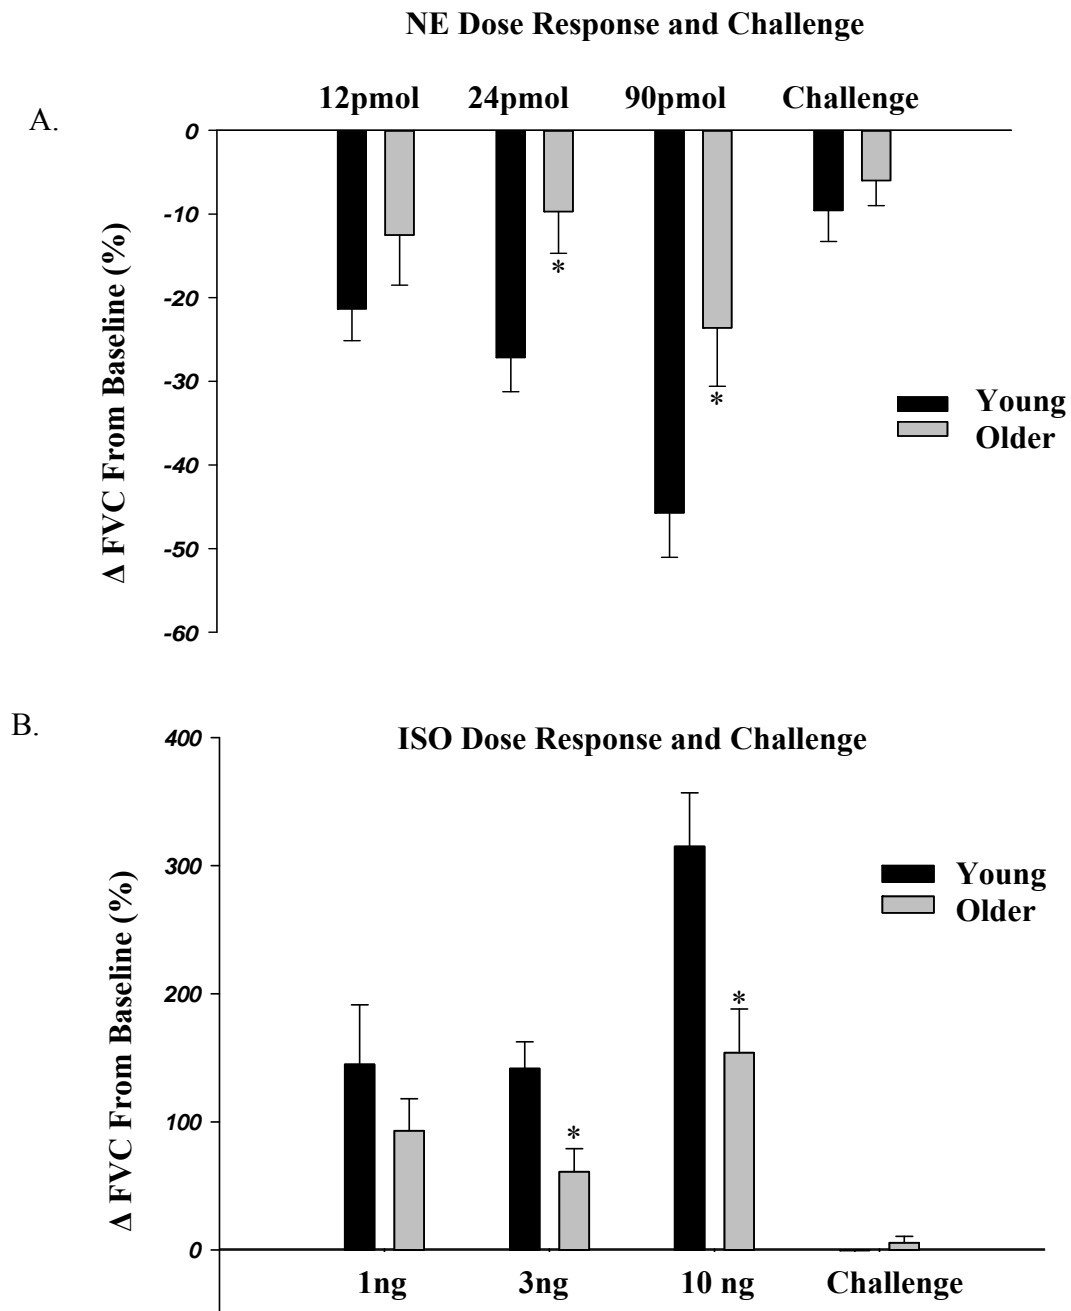 NE Dose Response and Challenge
A.
12pmol 24pmol 90pmol Challenge
0
-10
-20
-30
-40
-50
-60
Δ FVC From Baseline (%)
*
*
Young
Older
B.
ISO Dose Response and Challenge
400
300
200
100
0
Δ FVC From Baseline (%)
*
*
Young
Older
1ng 3ng 10 ng Challenge